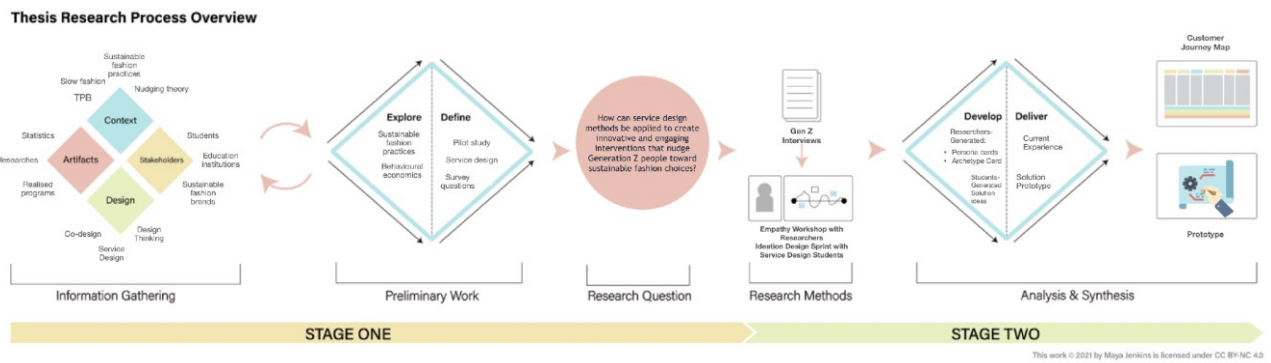 Thesis Research Process Overview
Sustainable
fashion
practices
Slow fashion
Nudging theory
TPB
Context
Statistics
Students
Artifacts
Stakeholders
Researches
Education
institutions
Realised
programs
Sustainable
fashion
brands
Design
Co-design
Design
Thinking
Service
Design
Information Gathering
Explore
Define
Sustainable
fashion
practices
Behavioural
economics
Pilot study
Service design
Survey
questions
Preliminary Work
How can service design
methods be applied to create
innovative and engaging
interventions that nudge
Generation Z people toward
sustainable fashion choices?
Research Question
Gen Z
Interviews
Empathy Workshop with
Researchers
Ideation Design Sprint with
Service Design Students
Research Methods
Develop
Deliver
Researchers-
Generated:
• Persona cards
• Archetype Card
Students-
Generated
Solution
ideas
Current
Experience
Solution
Prototype
Customer
Journey Map
Prototype
Analysis & Synthesis
STAGE ONE
STAGE TWO
This work © 2021 by Maya Jenkins is licensed under CC BY-NC 4.0